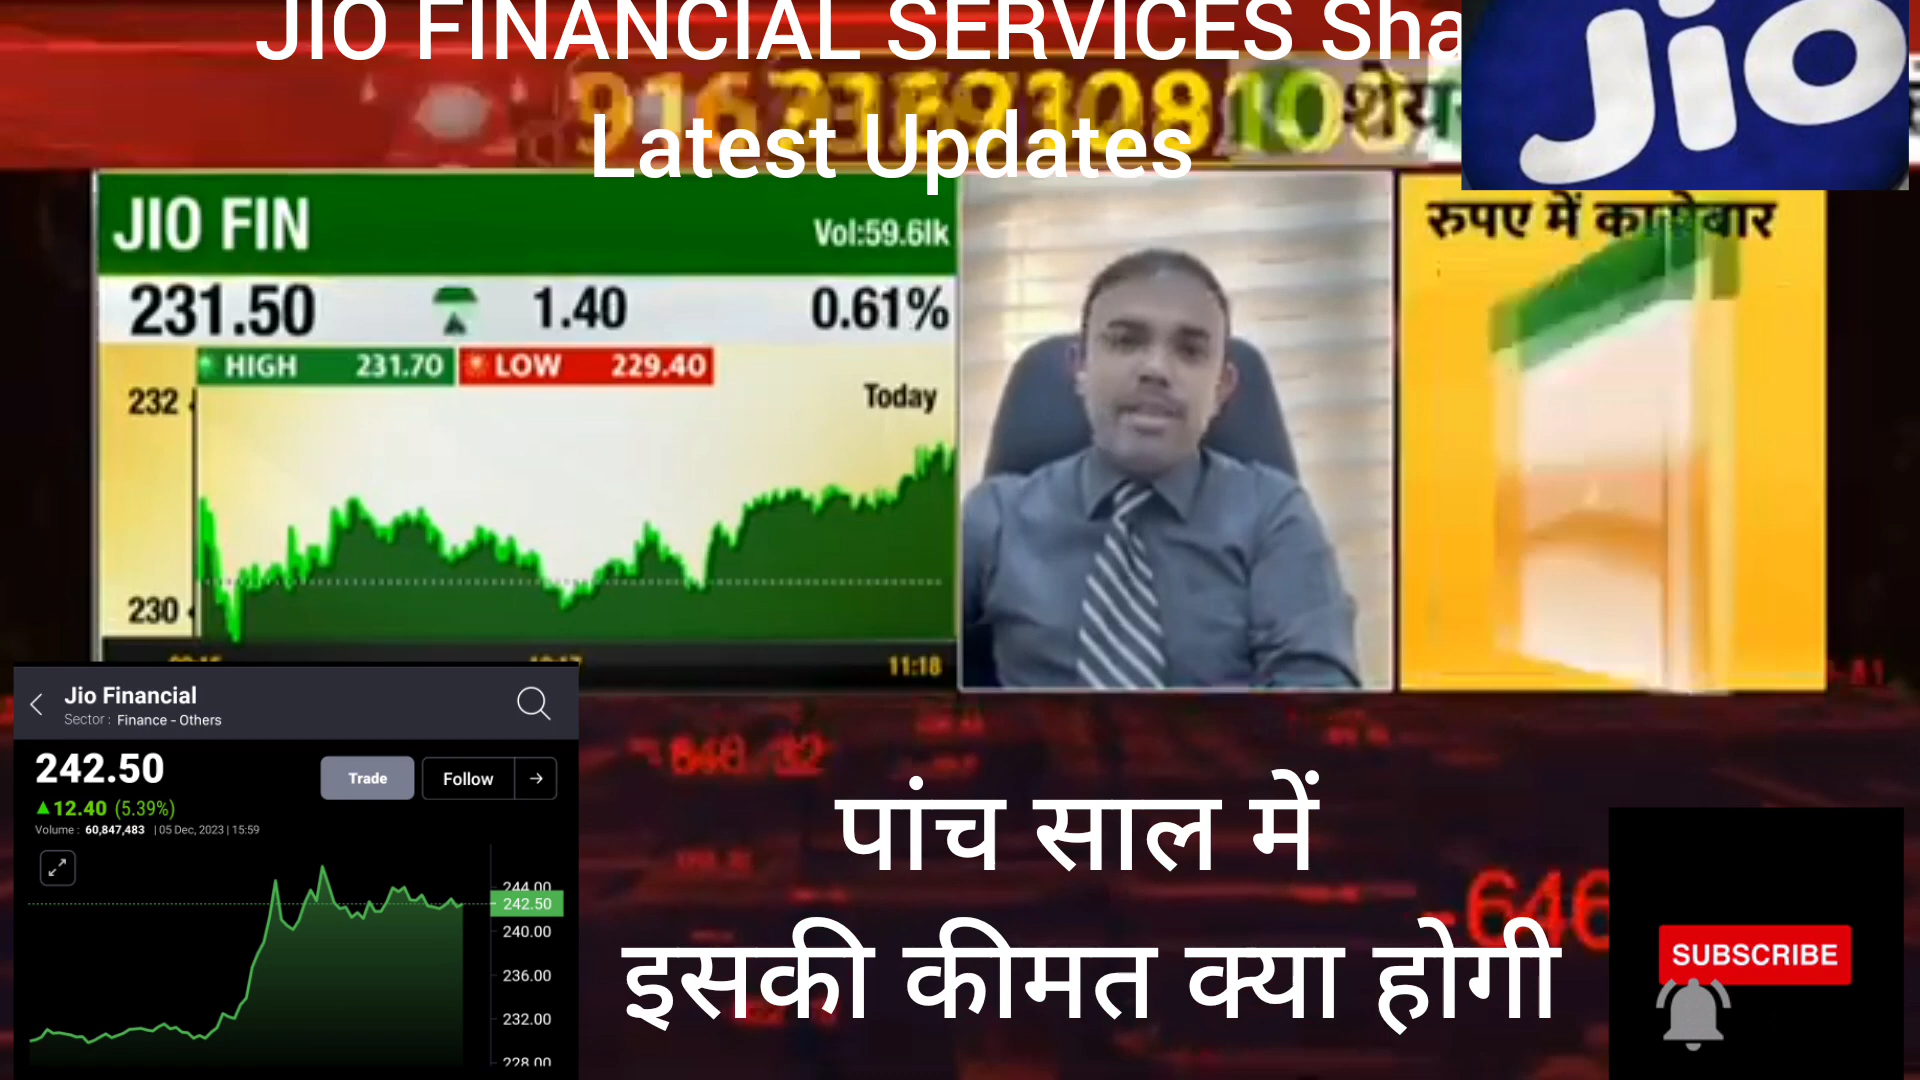 JIO FINANCIAL SERVICES Sha
Latest Updates
Jio
JIO FIN
Vol:59.6lk
231.50 1.40 0.61%
HIGH 231.70 LOW 229.40
Today
232
230
11:18
रुपए में कारोबार
Jio Financial
Sector : Finance - Others
242.50
Trade Follow
▲12.40 (5.39%)
Volume : 60,847,483 | 05 Dec, 2023 | 15:59
244.00
242.50
240.00
236.00
232.00
228.00
पांच साल में
इसकी कीमत क्या होगी
-646
SUBSCRIBE